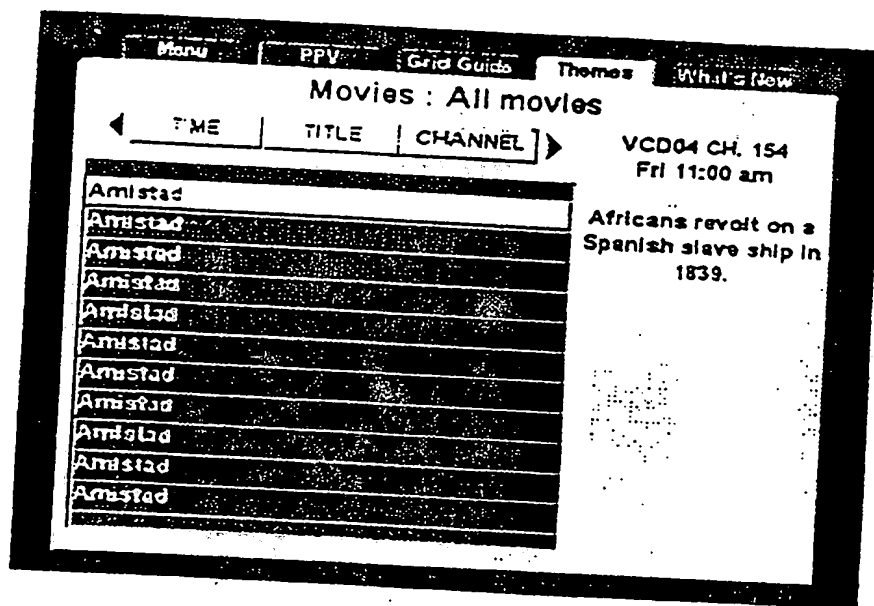 Menu PPV Grid Guide Themes What's New
Movies : All movies
TIME TITLE CHANNEL
VCD04 CH. 154
Fri 11:00 am
Amistad
Amistad
Amistad
Amistad
Amistad
Amistad
Amistad
Amistad
Amistad
Amistad
Amistad
Africans revolt on a
Spanish slave ship in
1839.